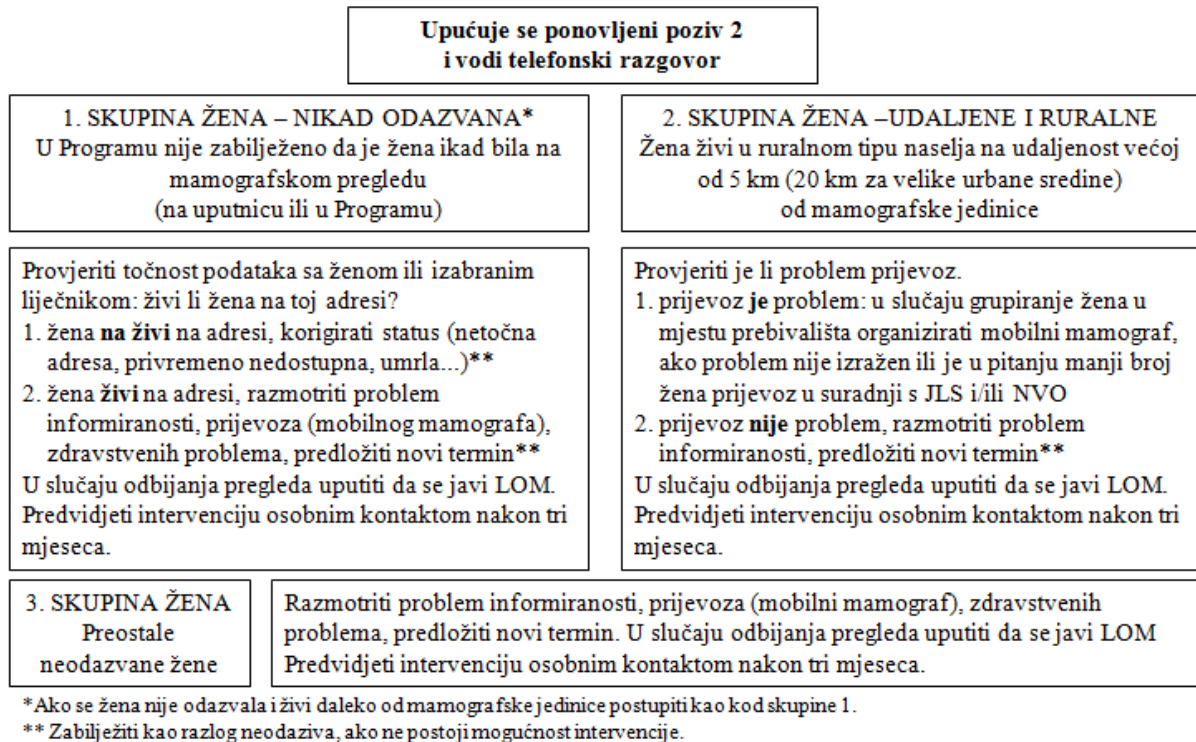 Upućuje se ponovljeni poziv 2
i vodi telefonski razgovor
1. SKUPINA ŽENA – NIKAD ODAZVANA*
U Programu nije zabilježeno da je žena ikad bila na
mamografskom pregledu
(na uputnicu ili u Programu)
2. SKUPINA ŽENA –UDALJENE I RURALNE
Žena živi u ruralnom tipu naselja na udaljenost većoj
od 5 km (20 km za velike urbane sredine)
od mamografske jedinice
Provjeriti točnost podataka sa ženom ili izabranim
liječnikom: živi li žena na toj adresi?
1. žena na živi na adresi, korigirati status (netočna
adresa, privremeno nedostupna, umrla...)**
2. žena živi na adresi, razmotriti problem
informiranosti, prijevoza (mobilnog mamografa),
zdravstvenih problema, predložiti novi termin**
U slučaju odbijanja pregleda uputiti da se javi LOM.
Predvidjeti intervenciju osobnim kontaktom nakon tri
mjeseca.
Provjeriti je li problem prijevoz.
1. prijevoz je problem: u slučaju grupiranje žena u
mjestu prebivališta organizirati mobilni mamograf,
ako problem nije izražen ili je u pitanju manji broj
žena prijevoz u suradnji s JLS i/ili NVO
2. prijevoz nije problem, razmotriti problem
informiranosti, predložiti novi termin**
U slučaju odbijanja pregleda uputiti da se javi LOM.
Predvidjeti intervenciju osobnim kontaktom nakon tri
mjeseca.
3. SKUPINA ŽENA
Preostale
neodazvane žene
Razmotriti problem informiranosti, prijevoza (mobilni mamograf), zdravstvenih
problema, predložiti novi termin. U slučaju odbijanja pregleda uputiti da se javi LOM
Predvidjeti intervenciju osobnim kontaktom nakon tri mjeseca.
*Ako se žena nije odazvala i živi daleko od mamografske jedinice postupiti kao kod skupine 1.
** Zabilježiti kao razlog neodaziva, ako ne postoji mogućnost intervencije.